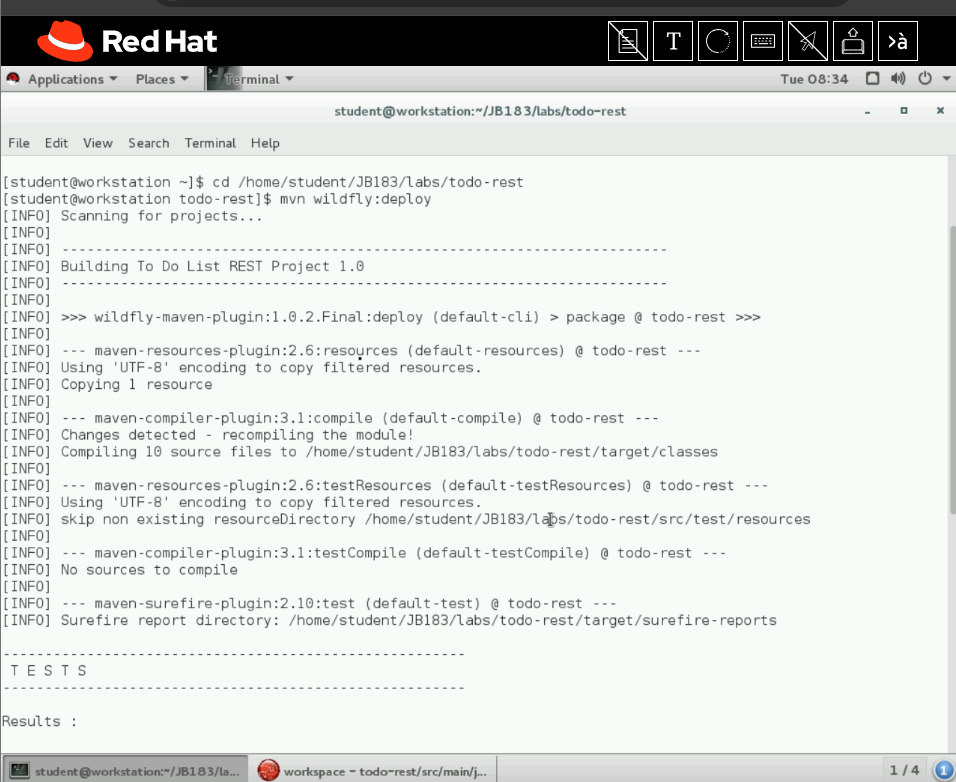 Red Hat
T
>à
Applications
Places
Terminal
Tue 08:34
student@workstation:~/JB183/labs/todo-rest
File Edit View Search Terminal Help
[student@workstation ~]$ cd /home/student/JB183/labs/todo-rest
[student@workstation todo-rest]$ mvn wildfly:deploy
[INFO] Scanning for projects...
[INFO]
[INFO] ------------------------------------------------------------------------
[INFO] Building To Do List REST Project 1.0
[INFO] ------------------------------------------------------------------------
[INFO]
[INFO] >>> wildfly-maven-plugin:1.0.2.Final:deploy (default-cli) > package @ todo-rest >>>
[INFO]
[INFO] --- maven-resources-plugin:2.6:resources (default-resources) @ todo-rest ---
[INFO] Using 'UTF-8' encoding to copy filtered resources.
[INFO] Copying 1 resource
[INFO]
[INFO] --- maven-compiler-plugin:3.1:compile (default-compile) @ todo-rest ---
[INFO] Changes detected - recompiling the module!
[INFO] Compiling 10 source files to /home/student/JB183/labs/todo-rest/target/classes
[INFO]
[INFO] --- maven-resources-plugin:2.6:testResources (default-testResources) @ todo-rest ---
[INFO] Using 'UTF-8' encoding to copy filtered resources.
[INFO] skip non existing resourceDirectory /home/student/JB183/labs/todo-rest/src/test/resources
[INFO]
[INFO] --- maven-compiler-plugin:3.1:testCompile (default-testCompile) @ todo-rest ---
[INFO] No sources to compile
[INFO]
[INFO] --- maven-surefire-plugin:2.10:test (default-test) @ todo-rest ---
[INFO] Surefire report directory: /home/student/JB183/labs/todo-rest/target/surefire-reports
-------------------------------------------------------
T E S T S
-------------------------------------------------------
Results :
student@workstation:~/JB183/la...
workspace - todo-rest/src/main/j...
1 / 4
1